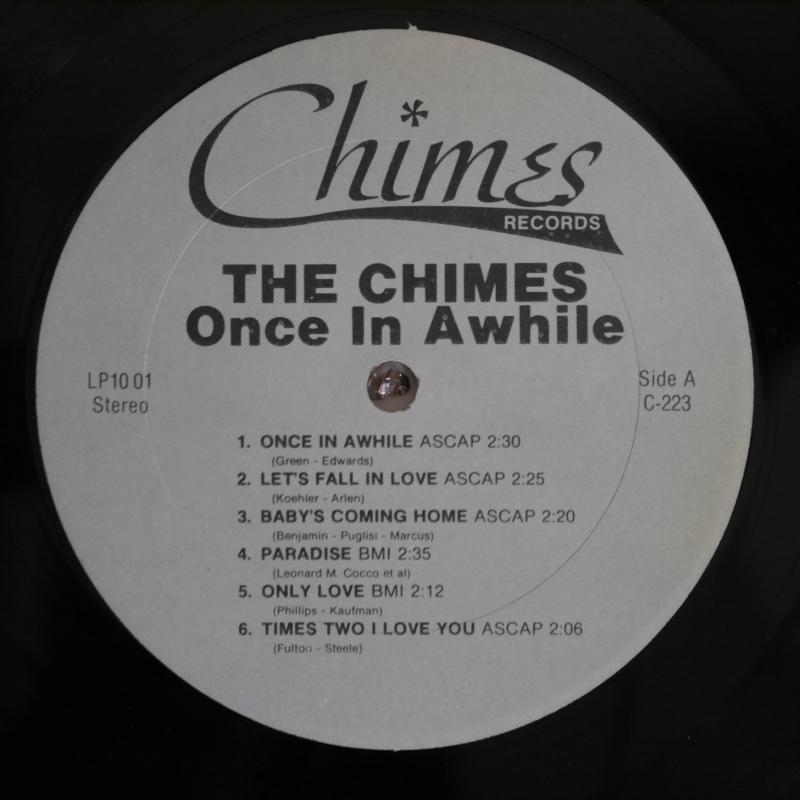 Chimes
RECORDS
THE CHIMES
Once In Awhile
LP10 01
Stereo
Side A
C-223
1. ONCE IN AWHILE ASCAP 2:30
(Green - Edwards)
2. LET'S FALL IN LOVE ASCAP 2:25
(Koehler - Arlen)
3. BABY'S COMING HOME ASCAP 2:20
(Benjamin - Puglisi - Marcus)
4. PARADISE BMI 2:35
(Leonard M. Cocco et al)
5. ONLY LOVE BMI 2:12
(Phillips - Kaufman)
6. TIMES TWO I LOVE YOU ASCAP 2:06
(Fulton - Steele)